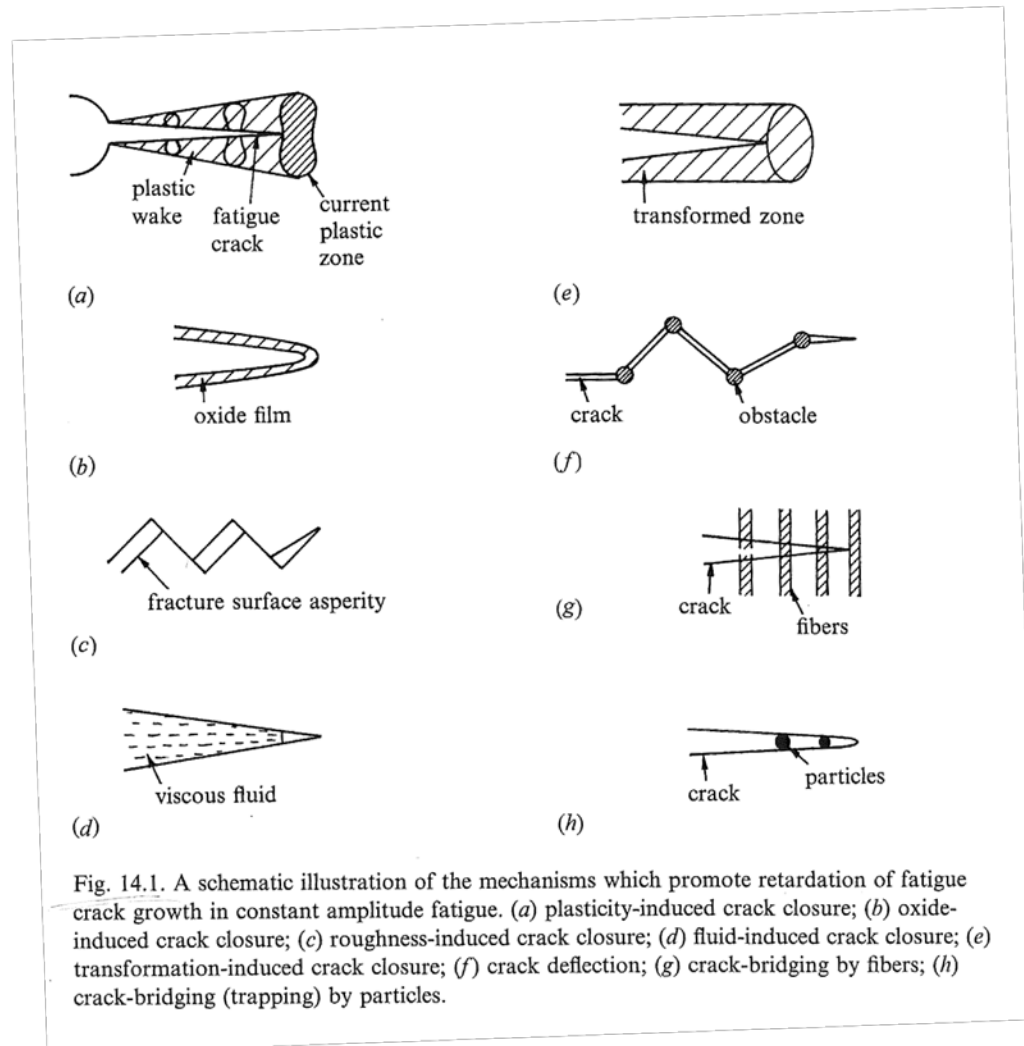 plastic
wake
fatigue
crack
current
plastic
zone
(a)
transformed zone
(e)
oxide film
(b)
crack
obstacle
(f)
fracture surface asperity
(c)
crack
fibers
(g)
viscous fluid
(d)
crack
particles
(h)
Fig. 14.1. A schematic illustration of the mechanisms which promote retardation of fatigue
crack growth in constant amplitude fatigue. (a) plasticity-induced crack closure; (b) oxide-
induced crack closure; (c) roughness-induced crack closure; (d) fluid-induced crack closure; (e)
transformation-induced crack closure; (f) crack deflection; (g) crack-bridging by fibers; (h)
crack-bridging (trapping) by particles.